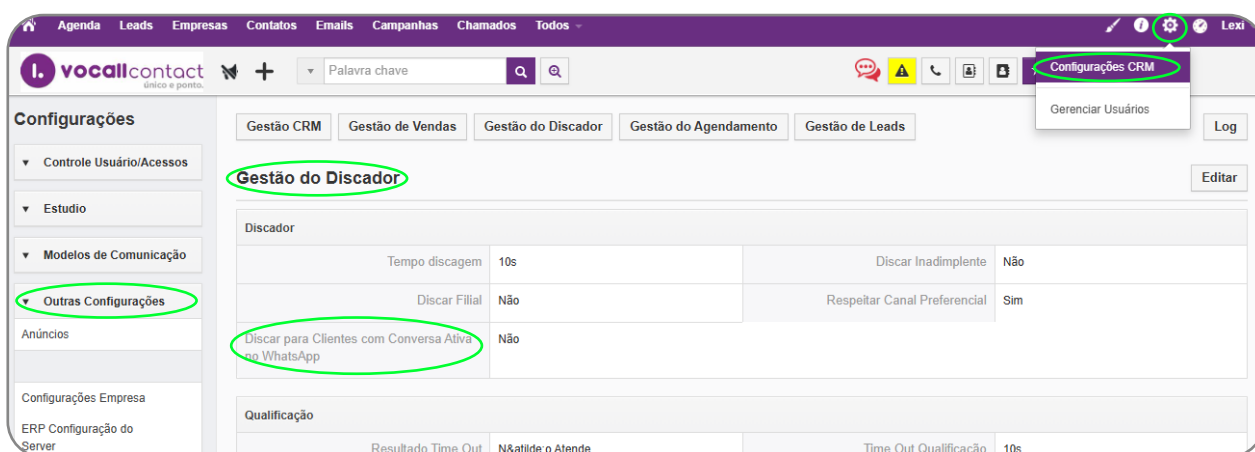 Agenda Leads Empresas Contatos Emails Campanhas Chamados Todos Lexi
vocallcontact
único e ponto.
Palavra chave
Configurações CRM
Gerenciar Usuários
Configurações
Gestão CRM Gestão de Vendas Gestão do Discador Gestão do Agendamento Gestão de Leads Log
Controle Usuário/Acessos
Gestão do Discador Editar
Estudio
Discador
Modelos de Comunicação
Tempo discagem 10s Discar Inadimplente Não
Outras Configurações
Discar Filial Não Respeitar Canal Preferencial Sim
Anúncios
Discar para Clientes com Conversa Ativa Não
no WhatsApp
Configurações Empresa
Qualificação
ERP Configuração do
Server
Resultado Time Out N&atilde;o Atende Time Out Qualificação 10s